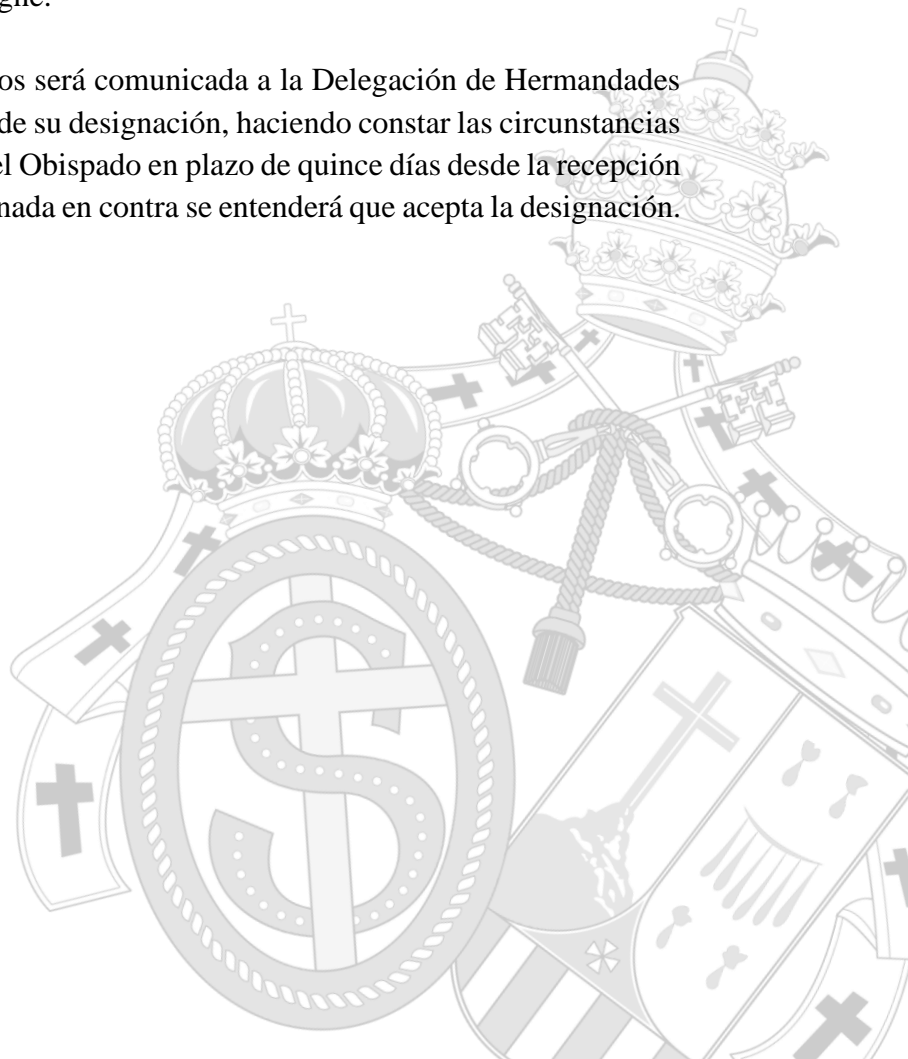 os será comunicada a la Delegación de Hermandades
de su designación, haciendo constar las circunstancias
el Obispado en plazo de quince días desde la recepción
nada en contra se entenderá que acepta la designación.